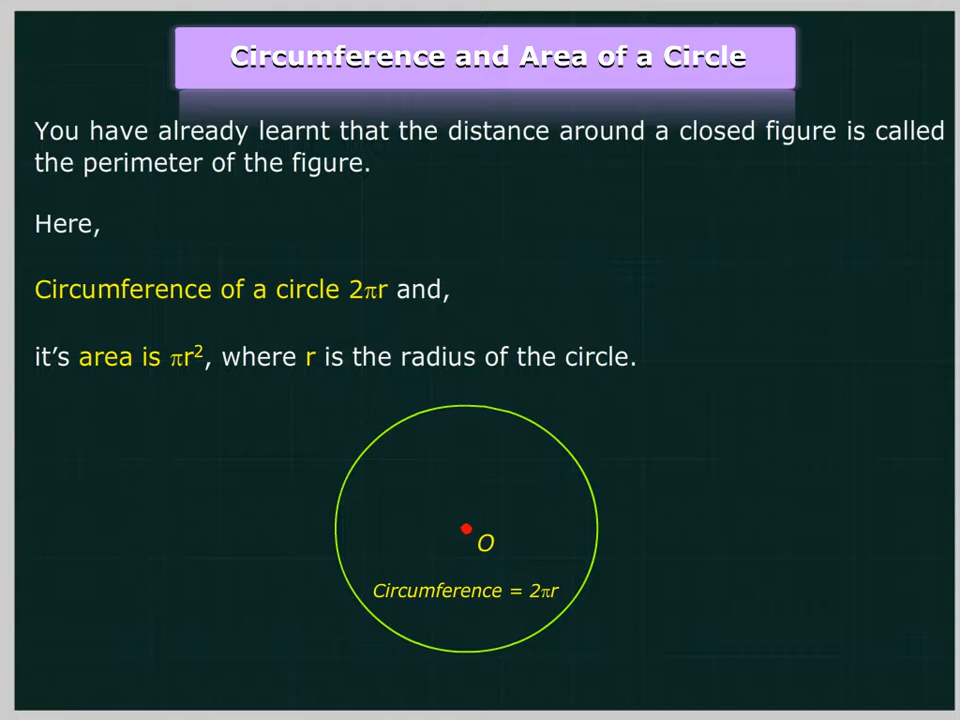 Circumference and Area of a Circle
You have already learnt that the distance around a closed figure is called
the perimeter of the figure.
Here,
Circumference of a circle 2πr and,
it's area is πr², where r is the radius of the circle.
O
Circumference = 2πr